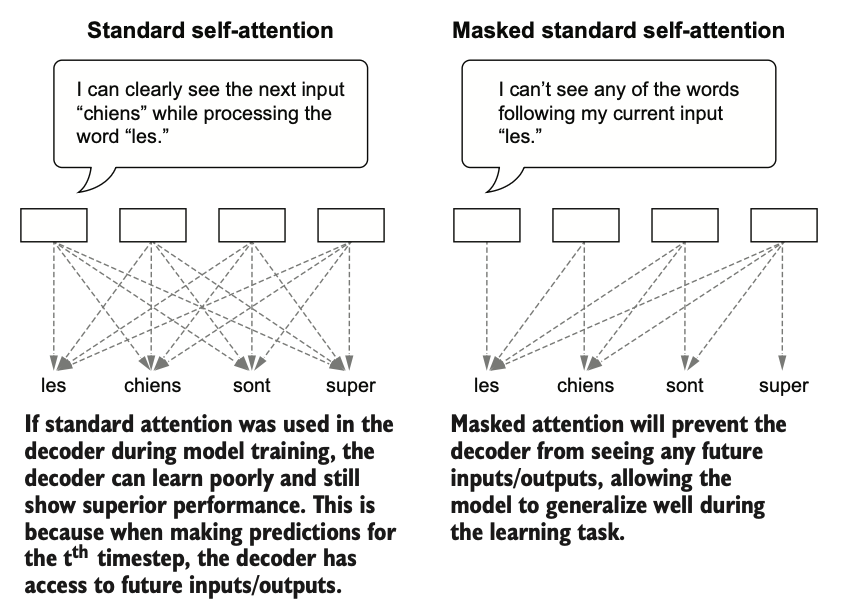 Standard self-attention
I can clearly see the next input
“chiens” while processing the
word “les.”
les chiens sont super
If standard attention was used in the
decoder during model training, the
decoder can learn poorly and still
show superior performance. This is
because when making predictions for
the tth timestep, the decoder has
access to future inputs/outputs.
Masked standard self-attention
I can’t see any of the words
following my current input
“les.”
les chiens sont super
Masked attention will prevent the
decoder from seeing any future
inputs/outputs, allowing the
model to generalize well during
the learning task.